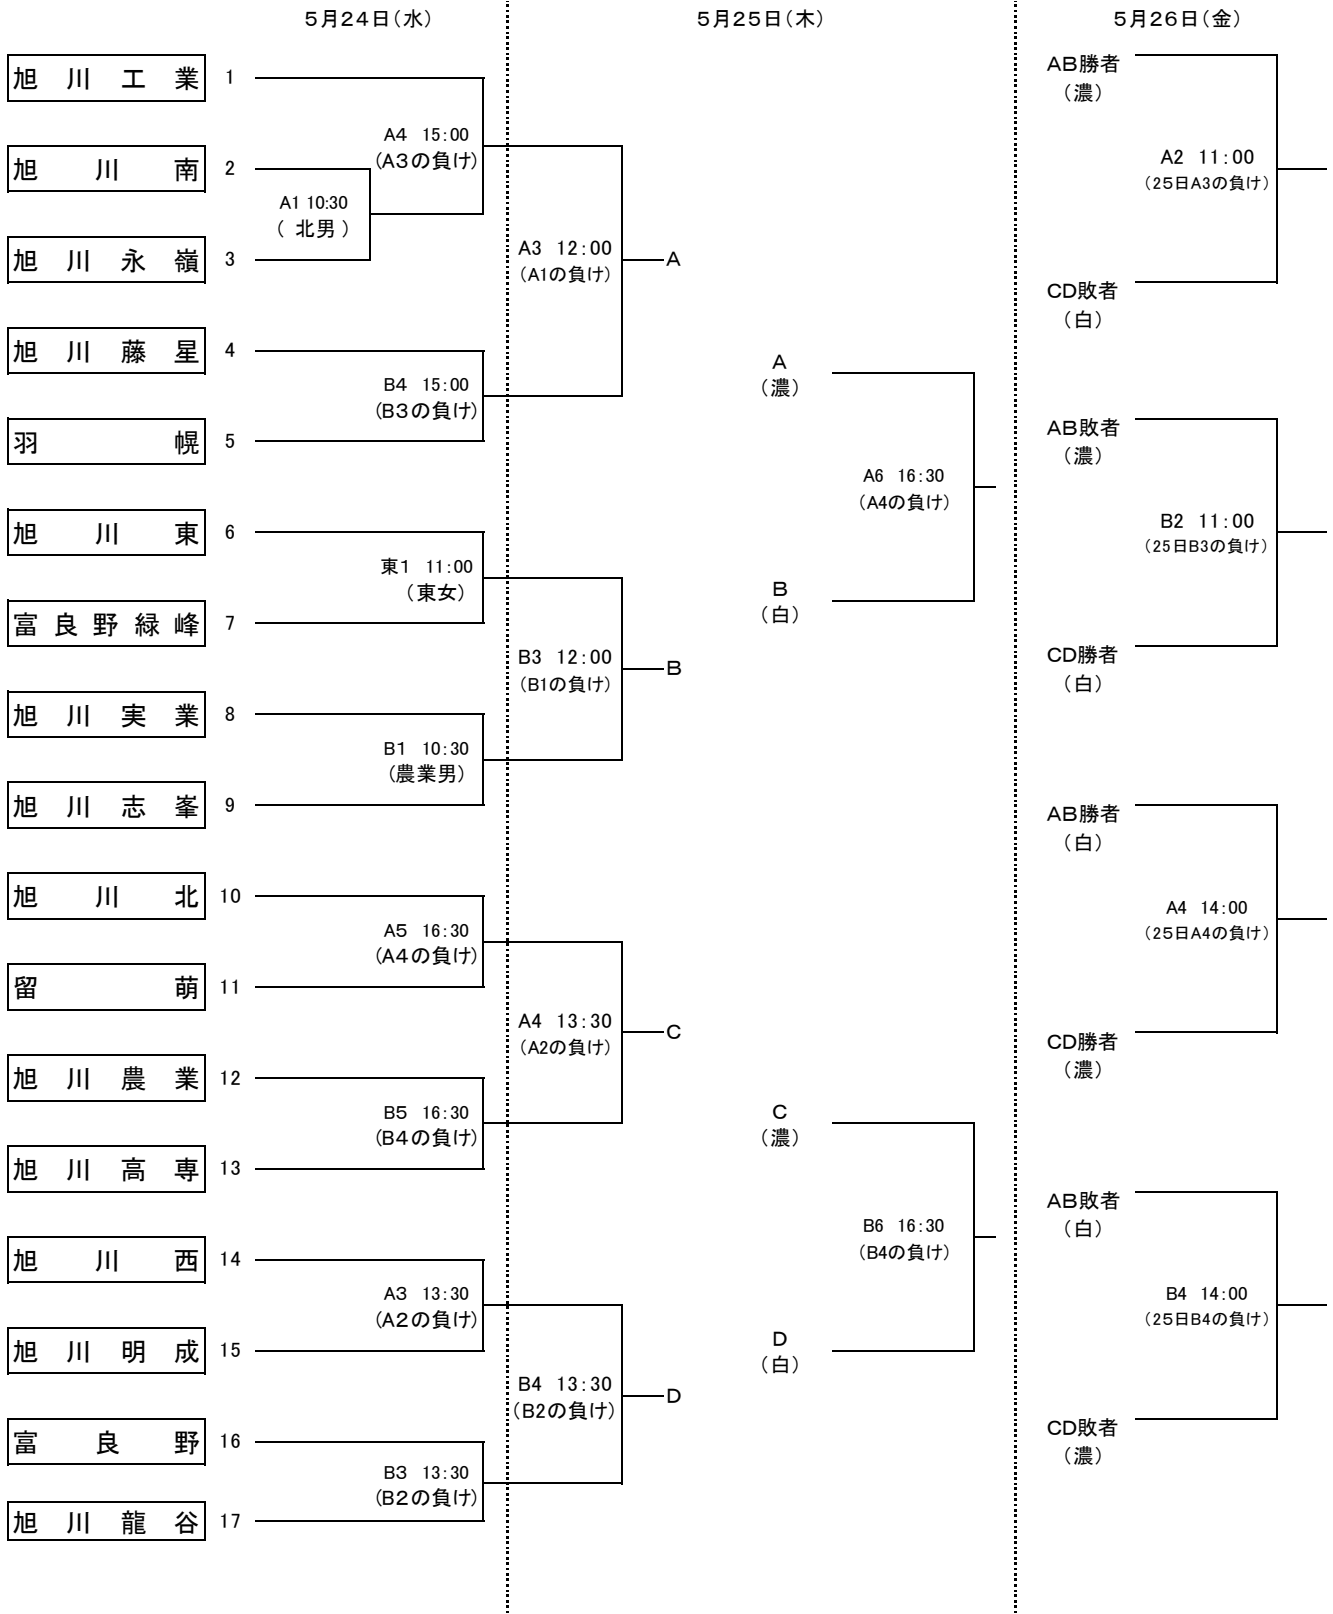 5月24日(水)
5月25日(木)
5月26日(金)
旭川工業 1
旭川南 2
旭川永嶺 3
旭川藤星 4
羽幌 5
旭川東 6
富良野緑峰 7
旭川実業 8
旭川志峯 9
旭川北 10
留萌 11
旭川農業 12
旭川高専 13
旭川西 14
旭川明成 15
富良野 16
旭川龍谷 17
A4 15:00
(A3の負け)
A1 10:30
(北男)
B4 15:00
(B3の負け)
東1 11:00
(東女)
B1 10:30
(農業男)
A5 16:30
(A4の負け)
B5 16:30
(B4の負け)
A3 13:30
(A2の負け)
B3 13:30
(B2の負け)
A3 12:00
(A1の負け)
A
B3 12:00
(B1の負け)
B
A4 13:30
(A2の負け)
C
B4 13:30
(B2の負け)
D
A
(濃)
A6 16:30
(A4の負け)
B
(白)
C
(濃)
B6 16:30
(B4の負け)
D
(白)
AB勝者
(濃)
A2 11:00
(25日A3の負け)
CD敗者
(白)
AB敗者
(濃)
B2 11:00
(25日B3の負け)
CD勝者
(白)
AB勝者
(白)
A4 14:00
(25日A4の負け)
CD勝者
(濃)
AB敗者
(白)
B4 14:00
(25日B4の負け)
CD敗者
(濃)